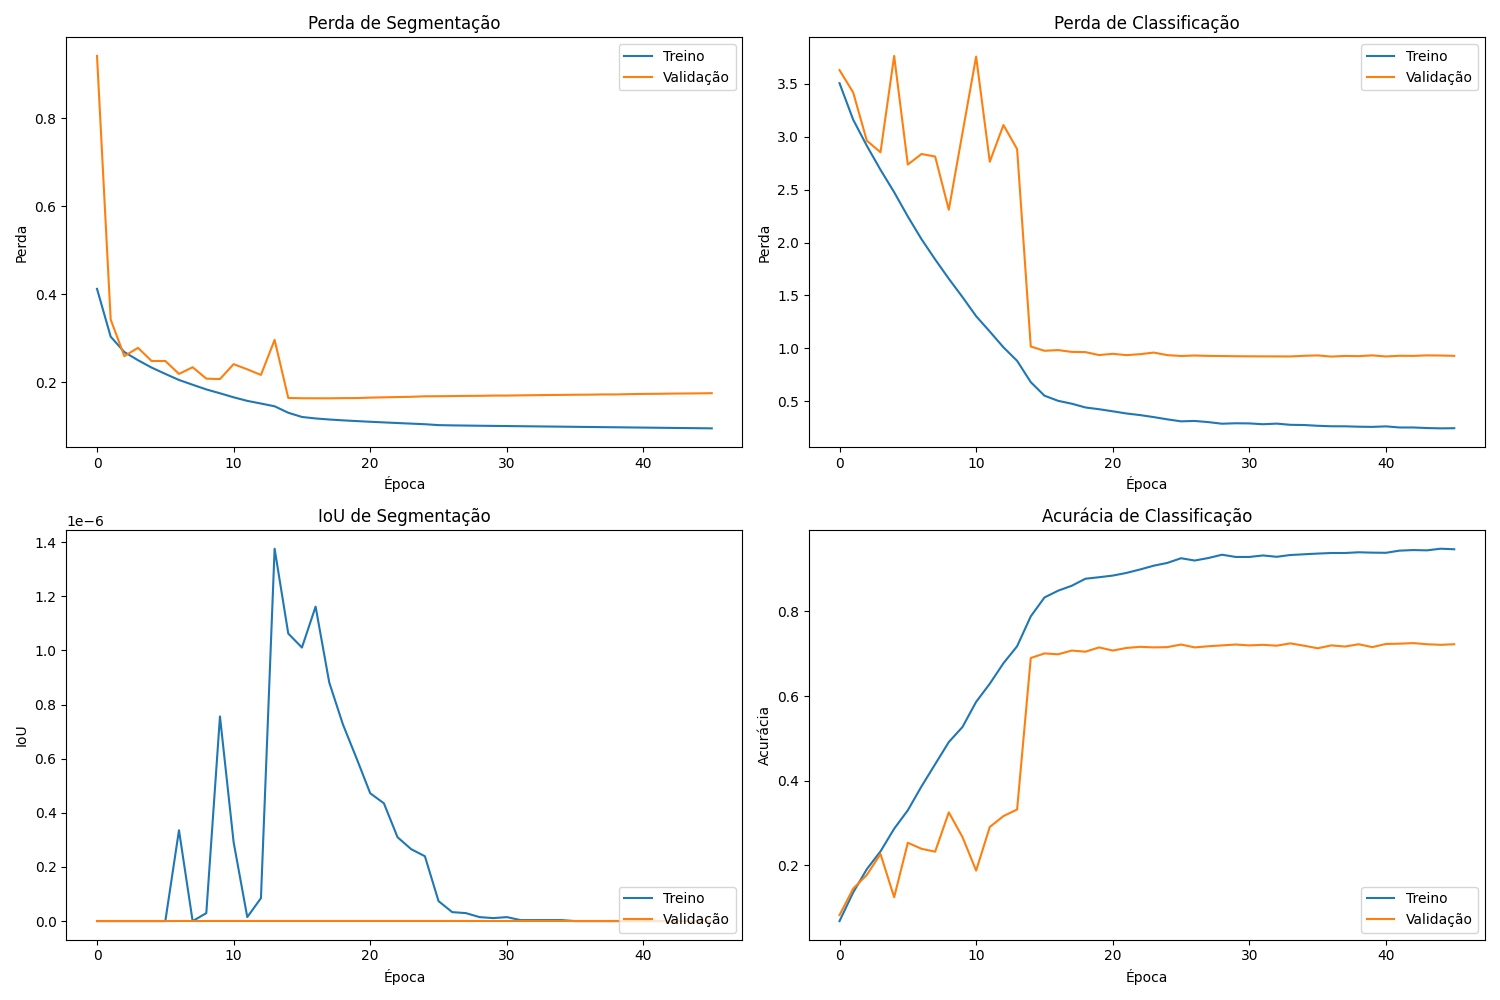 Perda de Segmentação
Perda
0.8
0.6
0.4
0.2
0 10 20 30 40
Época
Treino
Validação
Perda de Classificação
Perda
3.5
3.0
2.5
2.0
1.5
1.0
0.5
0 10 20 30 40
Época
Treino
Validação
IoU de Segmentação
1e−6
IoU
1.4
1.2
1.0
0.8
0.6
0.4
0.2
0.0
0 10 20 30 40
Época
Treino
Validação
Acurácia de Classificação
Acurácia
0.8
0.6
0.4
0.2
0 10 20 30 40
Época
Treino
Validação